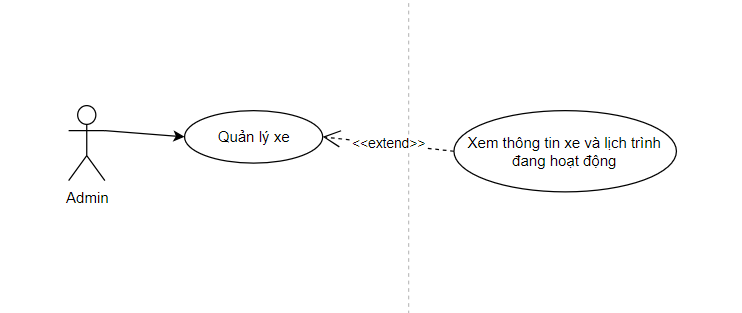 Quản lý xe
<<extend>>
Xem thông tin xe và lịch trình
đang hoạt động
Admin